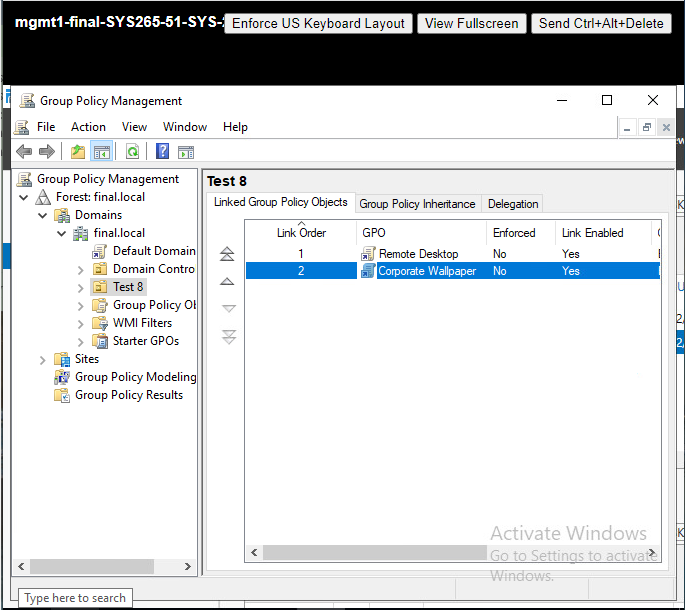 mgmt1-final-SYS265-51-SYS-
Enforce US Keyboard Layout
View Fullscreen
Send Ctrl+Alt+Delete
Group Policy Management
File Action View Window Help
Group Policy Management
Forest: final.local
Domains
final.local
Default Domain
Domain Contro
Test 8
Group Policy Ob
WMI Filters
Starter GPOs
Sites
Group Policy Modeling
Group Policy Results
Test 8
Linked Group Policy Objects Group Policy Inheritance Delegation
Link Order GPO Enforced Link Enabled
1 Remote Desktop No Yes
2 Corporate Wallpaper No Yes
Activate Windows
Go to Settings to activate
Windows.
Type here to search